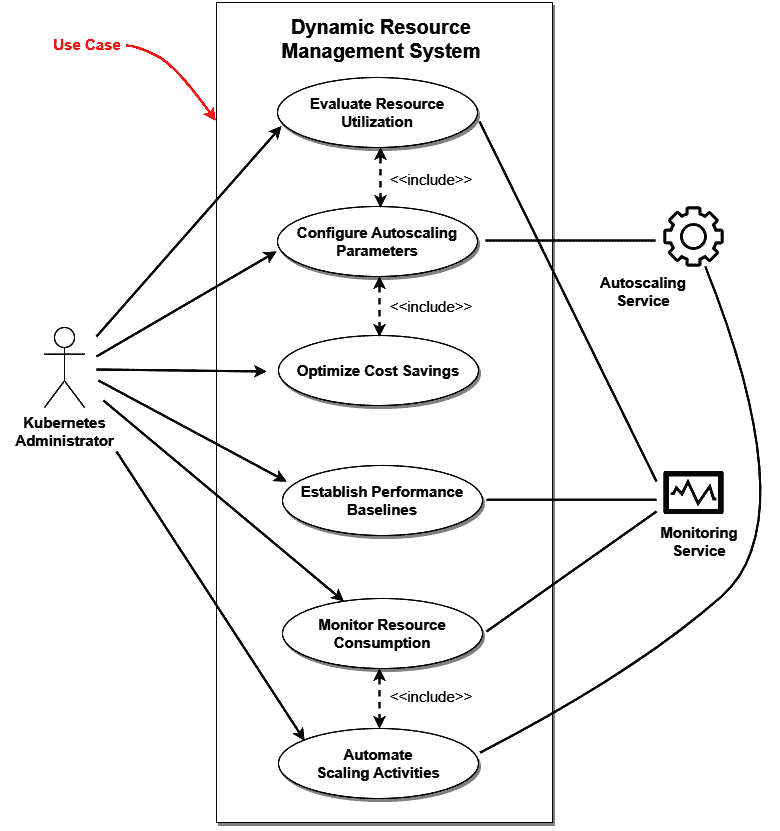 Dynamic Resource
Management System
Use Case
Evaluate Resource
Utilization
<<include>>
Configure Autoscaling
Parameters
Autoscaling
Service
<<include>>
Optimize Cost Savings
Kubernetes
Administrator
Establish Performance
Baselines
Monitoring
Service
Monitor Resource
Consumption
<<include>>
Automate
Scaling Activities